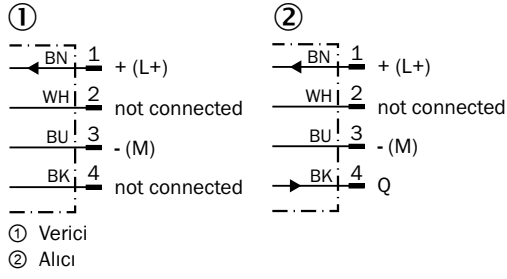 ① ②
BN 1 + (L+) BN 1 + (L+)
WH 2 not connected WH 2 not connected
BU 3 - (M) BU 3 - (M)
BK 4 not connected BK 4 Q
① Verici
② Alıcı